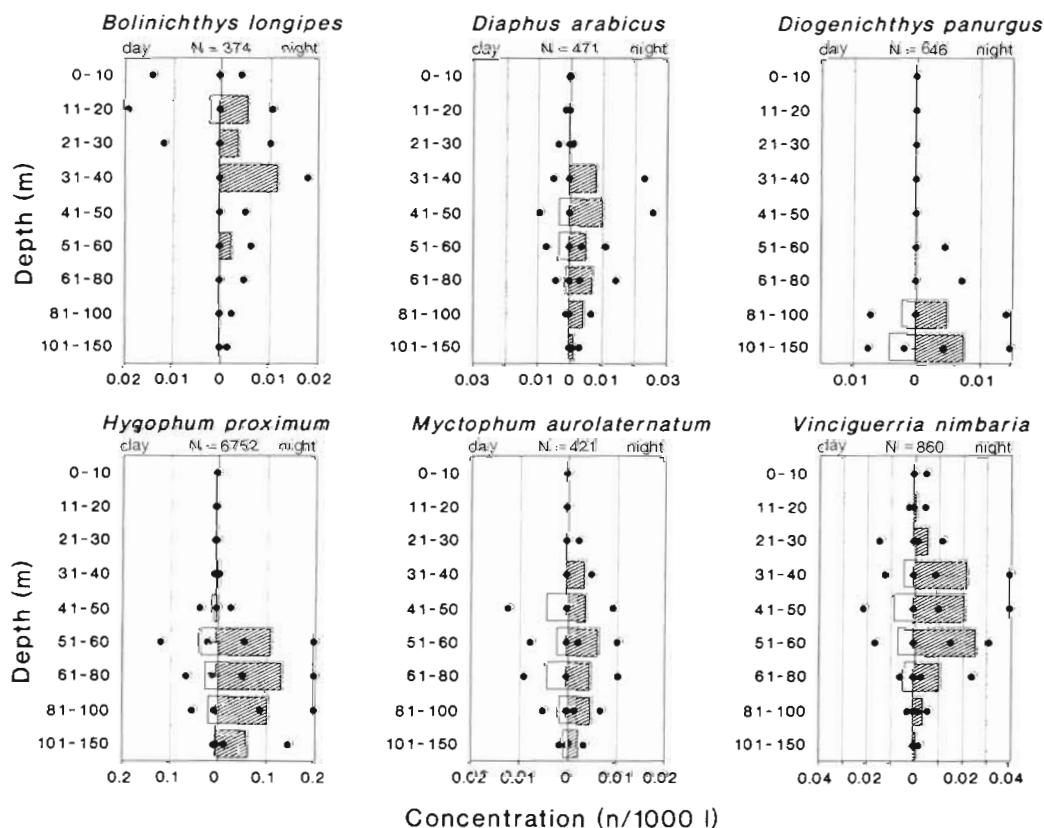 Bolinichthys longipes Diaphus arabicus Diogenichthys panurgus
day N = 374 night day N = 471 night day N = 646 night
0-10 0-10 0-10
11-20 11-20 11-20
21-30 21-30 21-30
31-40 31-40 31-40
41-50 41-50 41-50
51-60 51-60 51-60
61-80 61-80 61-80
81-100 81-100 81-100
101-150 101-150 101-150
Depth (m)
0.02 0.01 0 0.01 0.02 0.03 0.01 0 0.01 0.03 0.01 0 0.01
Hygophum proximum Myctophum aurolaternatum Vinciguerria nimbaria
day N = 6752 night day N = 421 night day N = 860 night
0-10 0-10 0-10
11-20 11-20 11-20
21-30 21-30 21-30
31-40 31-40 31-40
41-50 41-50 41-50
51-60 51-60 51-60
61-80 61-80 61-80
81-100 81-100 81-100
101-150 101-150 101-150
Depth (m)
0.2 0.1 0 0.1 0.2 0.02 0.01 0 0.01 0.02 0.04 0.02 0 0.02 0.04
Concentration (n/1000 l)